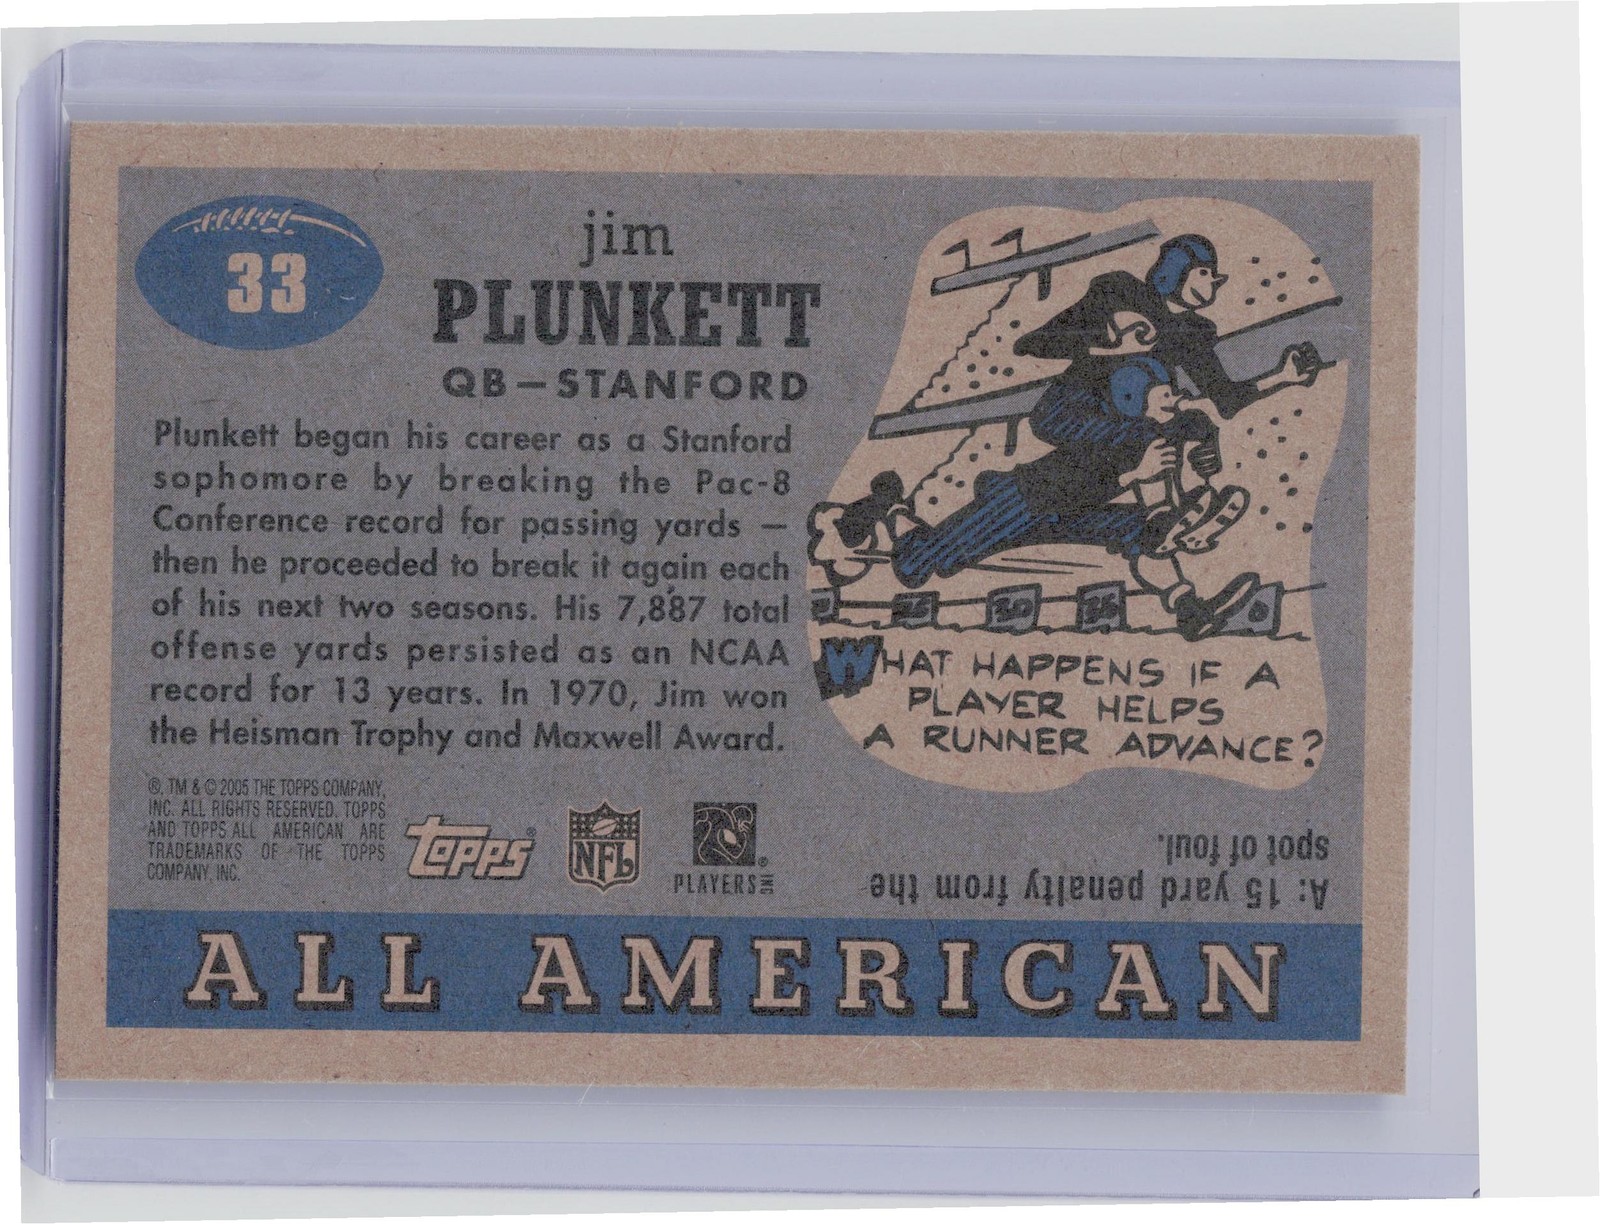 33
jim
PLUNKETT
QB—STANFORD
Plunkett began his career as a Stanford
sophomore by breaking the Pac-8
Conference record for passing yards —
then he proceeded to break it again each
of his next two seasons. His 7,887 total
offense yards persisted as an NCAA
record for 13 years. In 1970, Jim won
the Heisman Trophy and Maxwell Award.
WHAT HAPPENS IF A
PLAYER HELPS
A RUNNER ADVANCE?
A: 15 yard penalty from the
spot of foul.
®, TM & © 2005 THE TOPPS COMPANY,
INC. ALL RIGHTS RESERVED. TOPPS
AND TOPPS ALL AMERICAN ARE
TRADEMARKS OF THE TOPPS
COMPANY, INC.
topps®
NFL
PLAYERS INC ®
ALL AMERICAN